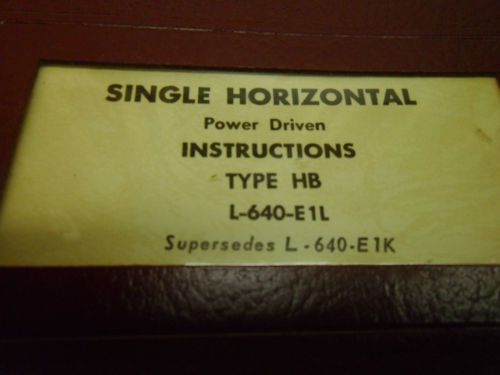 SINGLE HORIZONTAL
Power Driven
INSTRUCTIONS
TYPE HB
L-640-E1L
Supersedes L-640-E1K